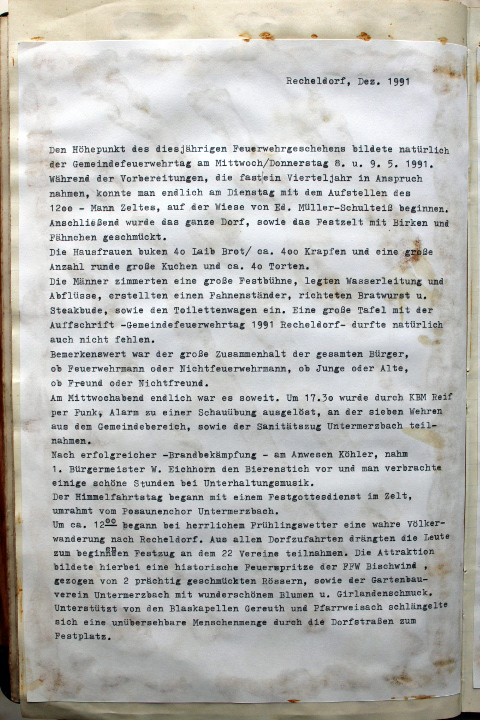 Recheldorf, Dez. 1991
Den Höhepunkt des diesjährigen Feuerwehrgeschehens bildete natürlich
der Gemeindefeuerwehrtag am Mittwoch/Donnerstag 8. u. 9. 5. 1991.
Während der Vorbereitungen, die fast ein Vierteljahr in Anspruch
nahmen, konnte man endlich am Dienstag mit dem Aufstellen des
12oo - Mann Zeltes, auf der Wiese von Ed. Müller-Schulteiß beginnen.
Anschließend wurde das ganze Dorf, sowie das Festzelt mit Birken und
Fähnchen geschmückt.
Die Hausfrauen buken 4o Laib Brot/ ca. 4oo Krapfen und eine große
Anzahl runde große Kuchen und ca. 4o Torten.
Die Männer zimmerten eine große Festbühne, legten Wasserleitung und
Abflüsse, erstellten einen Fahnenständer, richteten Bratwurst u.
Steakbude, sowie den Toilettenwagen ein. Eine große Tafel mit der
Auffschrift -Gemeindefeuerwehrtag 1991 Recheldorf- durfte natürlich
auch nicht fehlen.
Bemerkenswert war der große Zusammenhalt der gesamten Bürger,
ob Feuerwehrmann oder Nichtfeuerwehrmann, ob Junge oder Alte,
ob Freund oder Nichtfreund.
Am Mittwochabend endlich war es soweit. Um 17.3o wurde durch KBM Reif
per Funk, Alarm zu einer Schauübung ausgelöst, an der sieben Wehren
aus dem Gemeindebereich, sowie der Sanitätszug Untermerzbach teil-
nahmen.
Nach erfolgreicher -Brandbekämpfung - am Anwesen Köhler, nahm
1. Bürgermeister W. Eichhorn den Bierenstich vor und man verbrachte
einige schöne Stunden bei Unterhaltungsmusik.
Der Himmelfahrtstag begann mit einem Festgottesdienst im Zelt,
umrahmt vom Posaunenchor Untermerzbach.
Um ca. 12oo begann bei herrlichem Frühlingswetter eine wahre Völker-
wanderung nach Recheldorf. Aus allen Dorfzufahrten drängten die Leute
zum beginnenden Festzug an dem 22 Vereine teilnahmen. Die Attraktion
bildete hierbei eine historische Feuerspritze der FFW Bischwind ,
gezogen von 2 prächtig geschmückten Rössern, sowie der Gartenbau-
verein Untermerzbach mit wunderschönem Blumen u. Girlandenschmuck.
Unterstützt von den Blaskapellen Gereuth und Pfarrweisach schlängelte
sich eine unübersehbare Menschenmenge durch die Dorfstraßen zum
Festplatz.